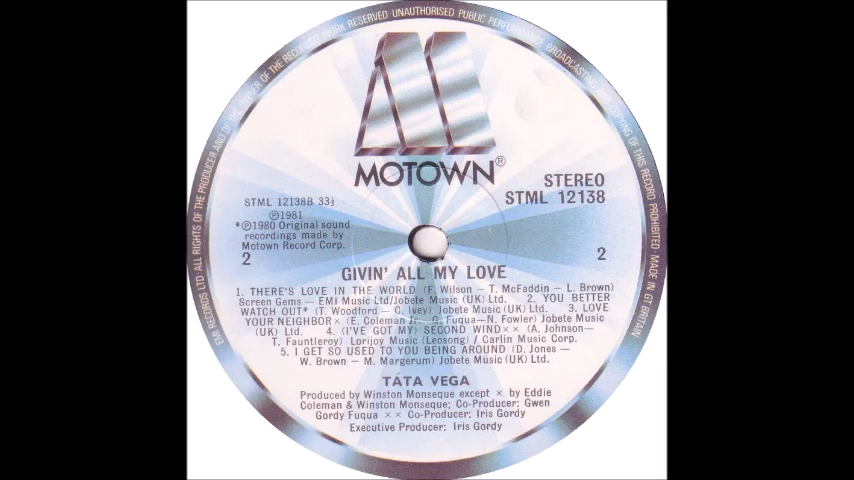 EMI RECORDS LTD ALL RIGHTS OF THE PRODUCER AND OF THE OWNER OF THE RECORDED WORK RESERVED UNAUTHORISED PUBLIC PERFORMANCE BROADCASTING AND COPYING OF THIS RECORD PROHIBITED MADE IN GT BRITAIN
MOTOWN®
STML 12138B 33⅓
℗1981
*℗1980 Original sound
recordings made by
Motown Record Corp.
2
STEREO
STML 12138
2
GIVIN' ALL MY LOVE
1. THERE'S LOVE IN THE WORLD (F. Wilson — T. McFaddin — L. Brown)
Screen Gems — EMI Music Ltd/Jobete Music (UK) Ltd. 2. YOU BETTER
WATCH OUT* (T. Woodford — C. Ivey) Jobete Music (UK) Ltd. 3. LOVE
YOUR NEIGHBOR× (E. Coleman Jr. — G. Fuqua — N. Fowler) Jobete Music
(UK) Ltd. 4. (I'VE GOT MY) SECOND WIND×× (A. Johnson—
T. Fauntleroy) Lorijoy Music (Leosong) / Carlin Music Corp.
5. I GET SO USED TO YOU BEING AROUND (D. Jones —
W. Brown — M. Margerum) Jobete Music (UK) Ltd.
TÁTA VEGA
Produced by Winston Monseque except × by Eddie
Coleman & Winston Monseque; Co-Producer: Gwen
Gordy Fuqua ×× Co-Producer: Iris Gordy
Executive Producer: Iris Gordy